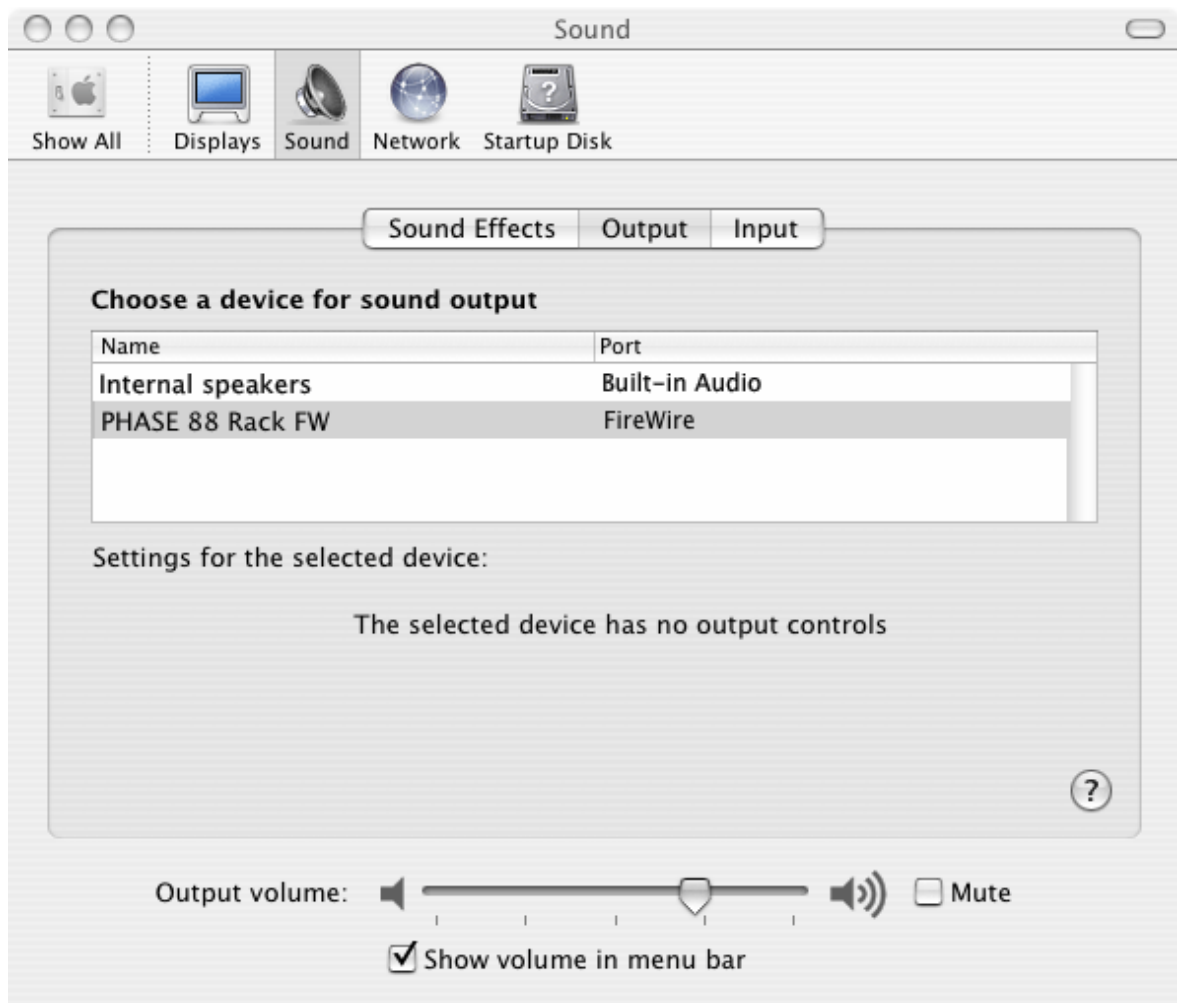 Sound
Show All Displays Sound Network Startup Disk
Sound Effects Output Input
Choose a device for sound output
Name Port
Internal speakers Built-in Audio
PHASE 88 Rack FW FireWire
Settings for the selected device:
The selected device has no output controls
?
Output volume: Mute
Show volume in menu bar